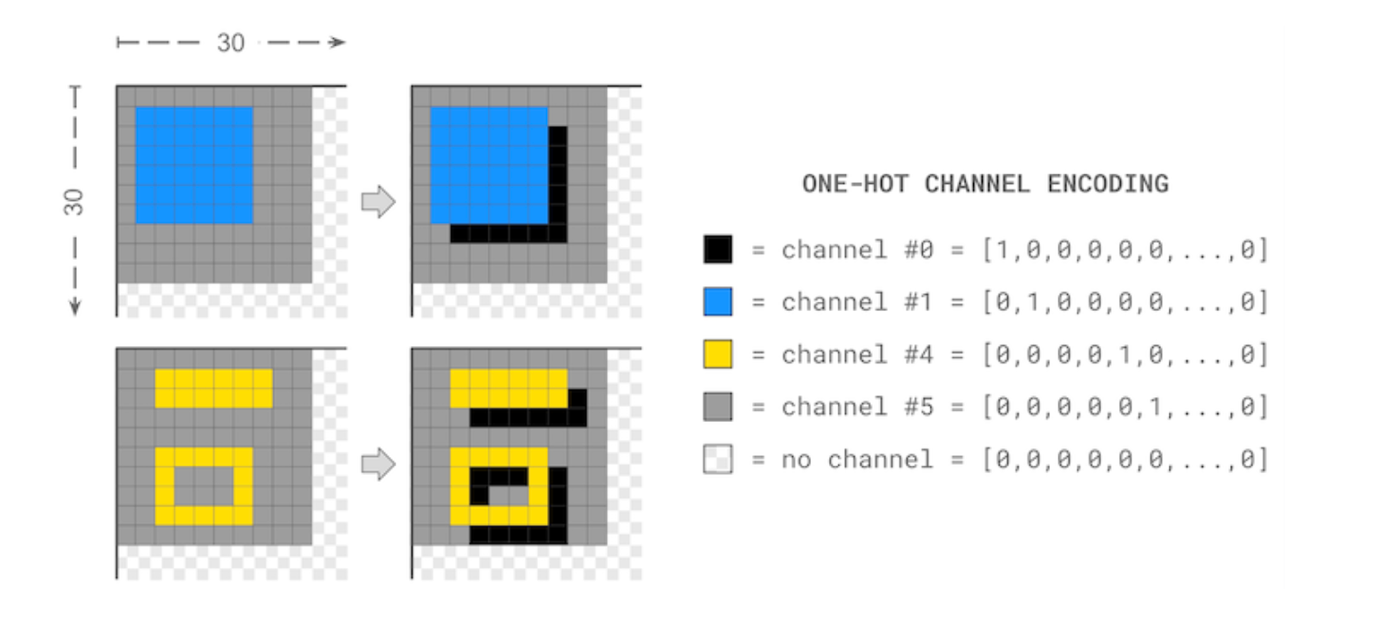 30
30
ONE-HOT CHANNEL ENCODING
= channel #0 = [1,0,0,0,0,0,...,0]
= channel #1 = [0,1,0,0,0,0,...,0]
= channel #4 = [0,0,0,0,1,0,...,0]
= channel #5 = [0,0,0,0,0,1,...,0]
= no channel = [0,0,0,0,0,0,...,0]